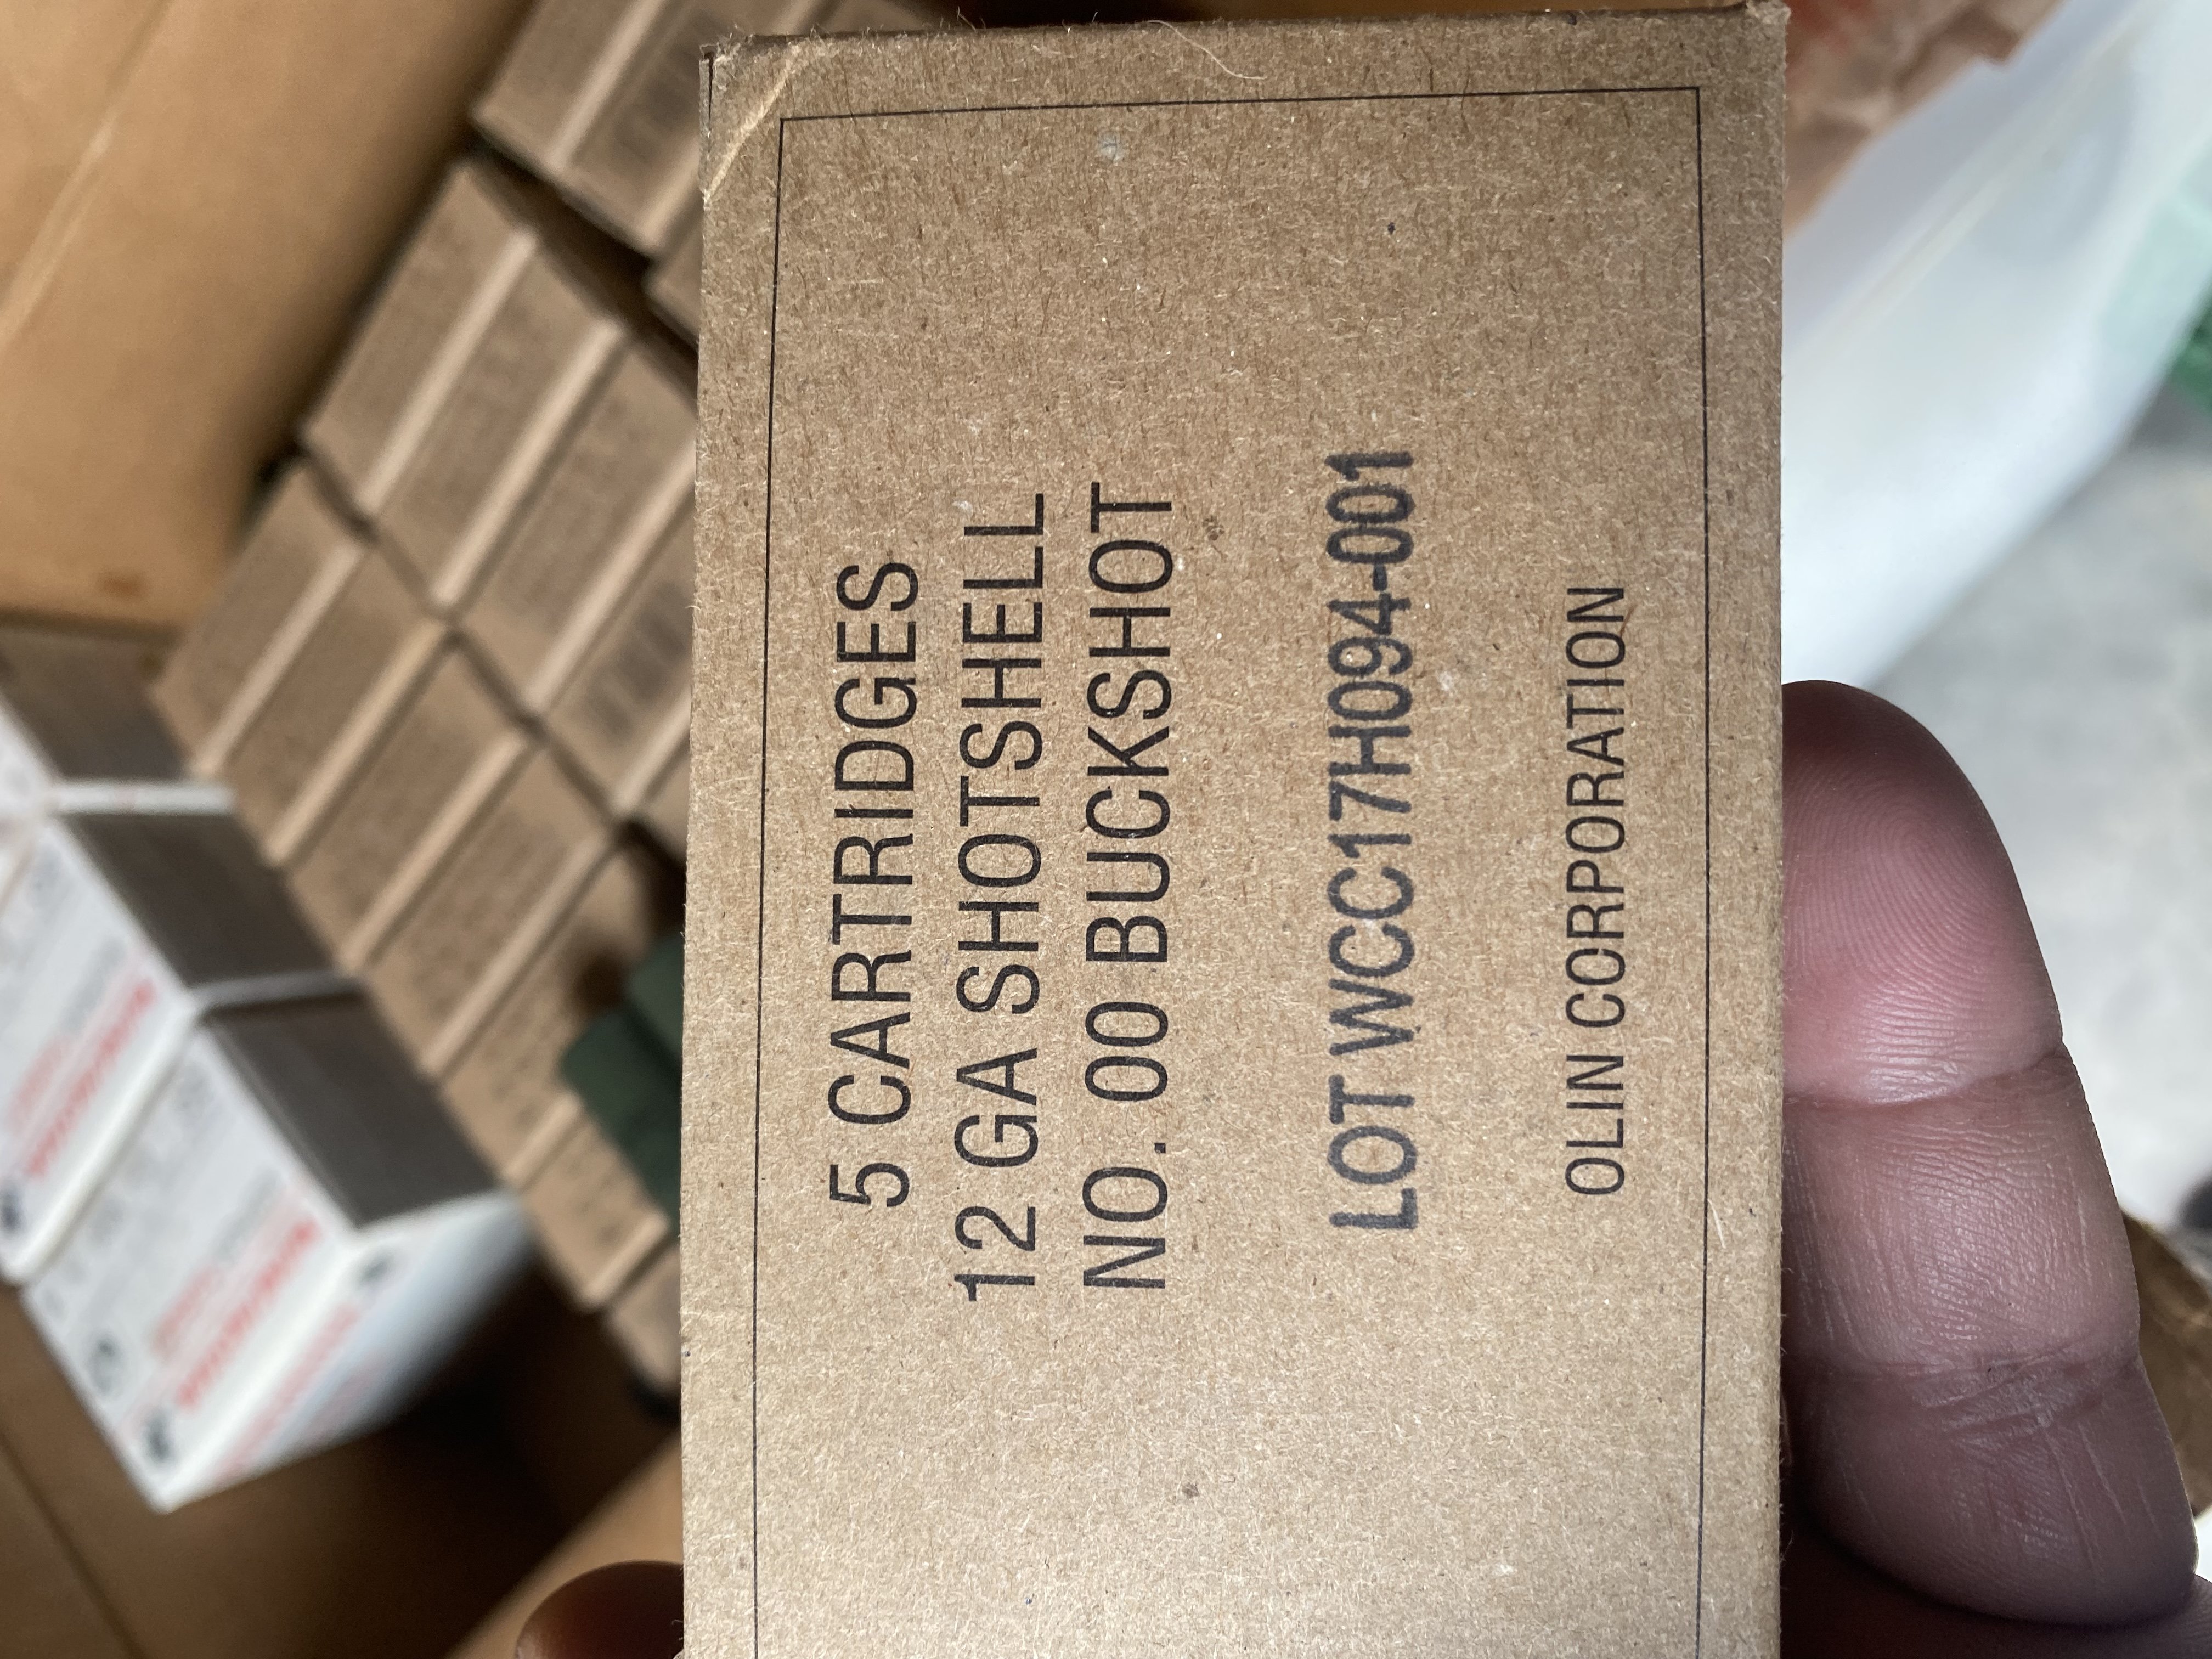 5 CARTRIDGES
12 GA SHOTSHELL
NO. 00 BUCKSHOT
LOT WCC17H094-001
OLIN CORPORATION